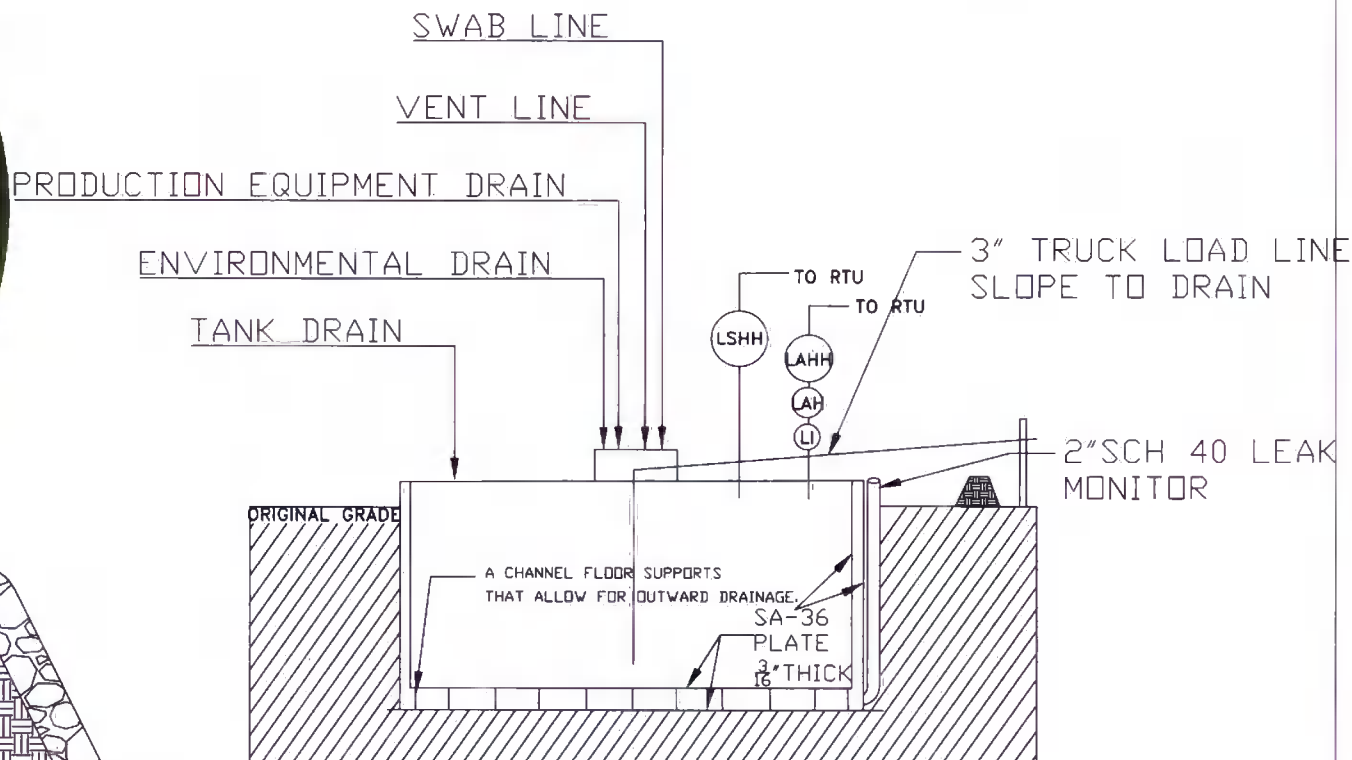 SWAB LINE
VENT LINE
PRODUCTION EQUIPMENT DRAIN
ENVIRONMENTAL DRAIN
TANK DRAIN
TO RTU
TO RTU
LSHH
LAHH
LAH
LI
3" TRUCK LOAD LINE
SLOPE TO DRAIN
2"SCH 40 LEAK
MONITOR
ORIGINAL GRADE
A CHANNEL FLOOR SUPPORTS
THAT ALLOW FOR OUTWARD DRAINAGE.
SA-36
PLATE
3/16"THICK